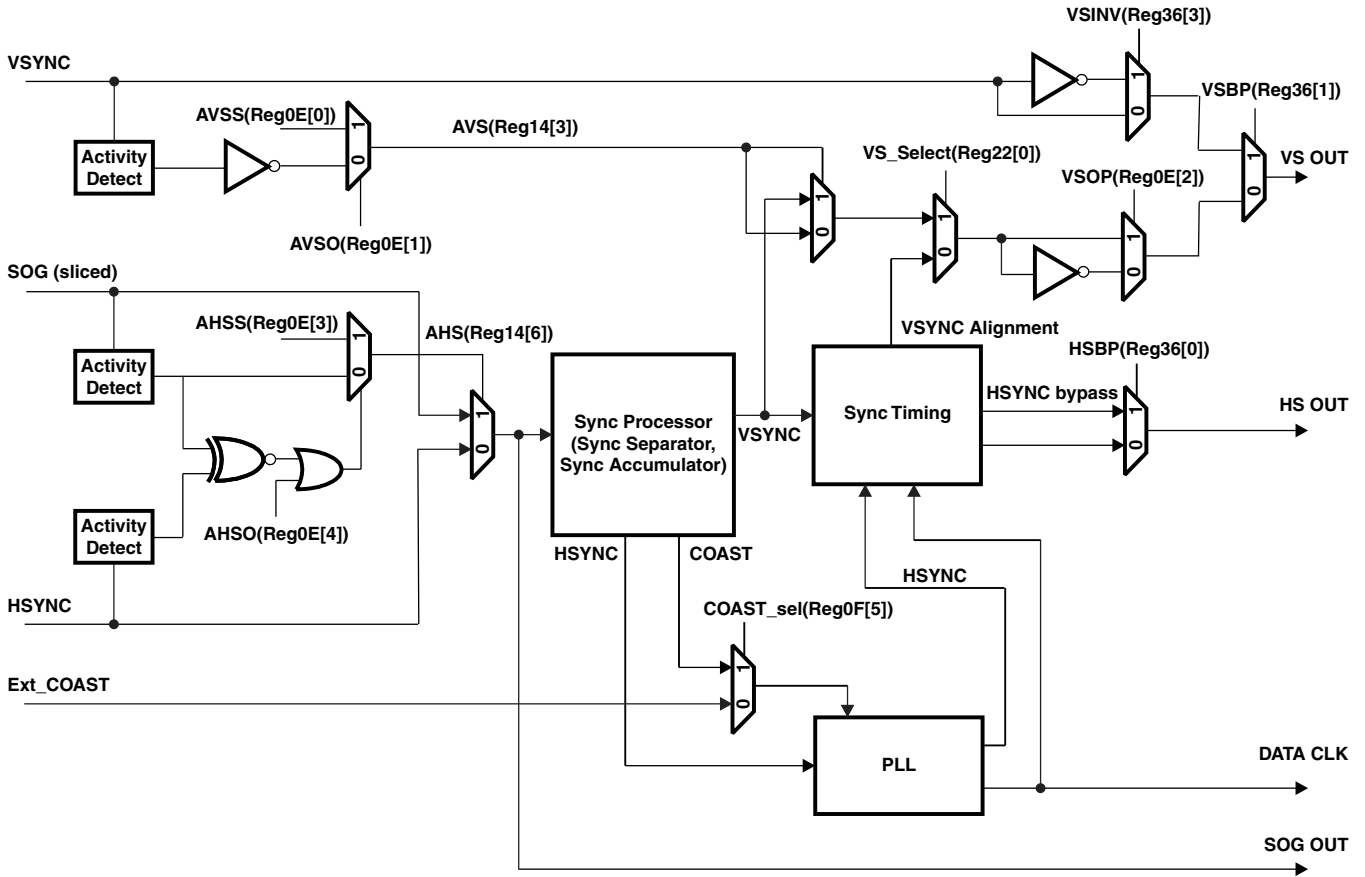 VSINV(Reg36[3])
VSYNC
1
0
VSBP(Reg36[1])
AVSS(Reg0E[0])
1
0
AVS(Reg14[3])
Activity
Detect
AVSO(Reg0E[1])
VS_Select(Reg22[0])
1
0
VS OUT
VSOP(Reg0E[2])
1
0
1
0
1
0
SOG (sliced)
AHSS(Reg0E[3])
1
0
AHS(Reg14[6])
VSYNC Alignment
HSBP(Reg36[0])
Activity
Detect
1
0
Sync Processor
(Sync Separator,
Sync Accumulator)
VSYNC
Sync Timing
HSYNC bypass
1
0
HS OUT
Activity
Detect
AHSO(Reg0E[4])
HSYNC
COAST
HSYNC
HSYNC
COAST_sel(Reg0F[5])
1
0
Ext_COAST
PLL
DATA CLK
SOG OUT